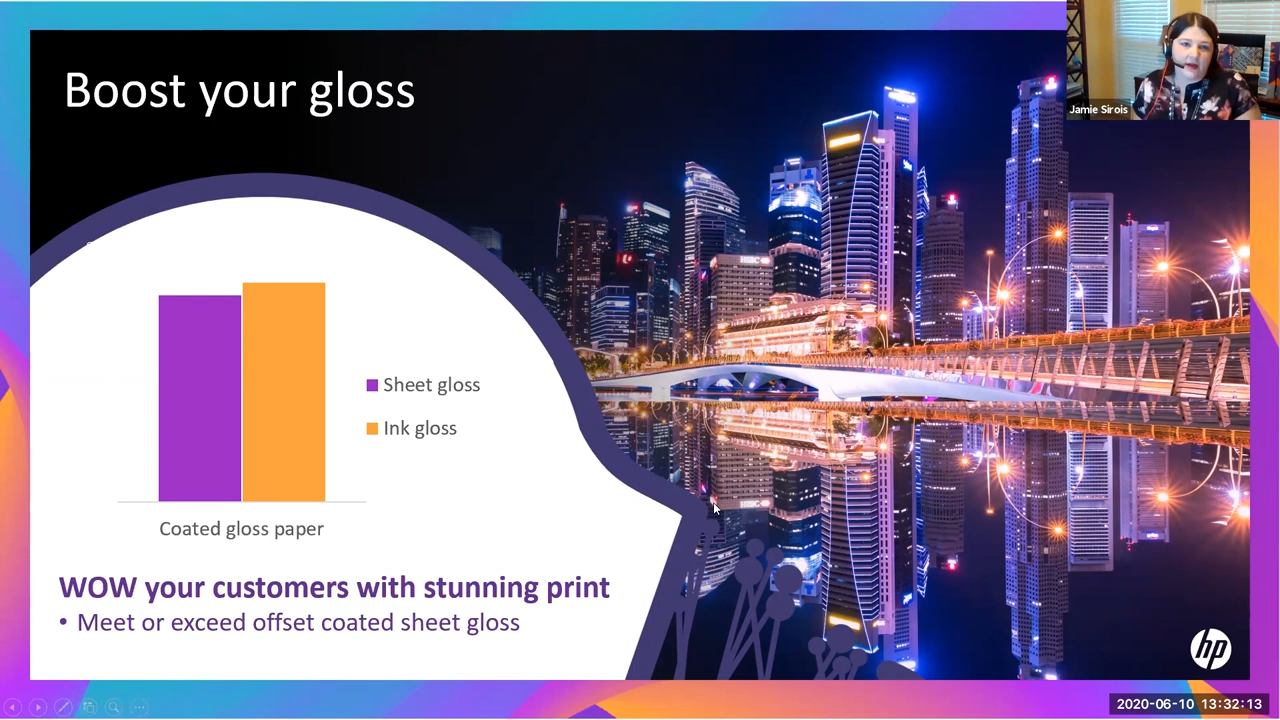 Boost your gloss
Jamie Sirois
HSBC
Sheet gloss
Ink gloss
Coated gloss paper
WOW your customers with stunning print
• Meet or exceed offset coated sheet gloss
hp
2020-06-10 13:32:13